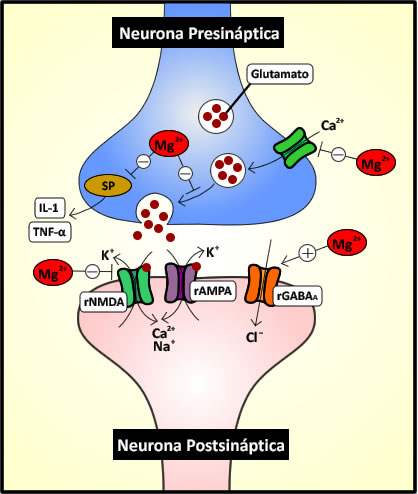 Neurona Presináptica
Glutamato
Ca²⁺
Mg²⁺
−
Mg²⁺
−
−
SP
IL-1
TNF-α
K⁺
K⁺
Mg²⁺
+
Mg²⁺
−
rNMDA
rAMPA
rGABAA
Ca²⁺
Na⁺
Cl⁻
Neurona Postsináptica